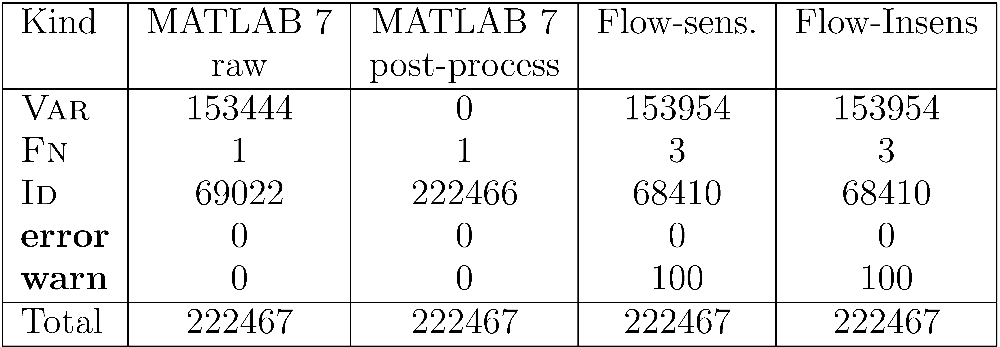 Kind MATLAB 7 MATLAB 7 Flow-sens. Flow-Insens
raw post-process
VAR 153444 0 153954 153954
FN 1 1 3 3
ID 69022 222466 68410 68410
error 0 0 0 0
warn 0 0 100 100
Total 222467 222467 222467 222467